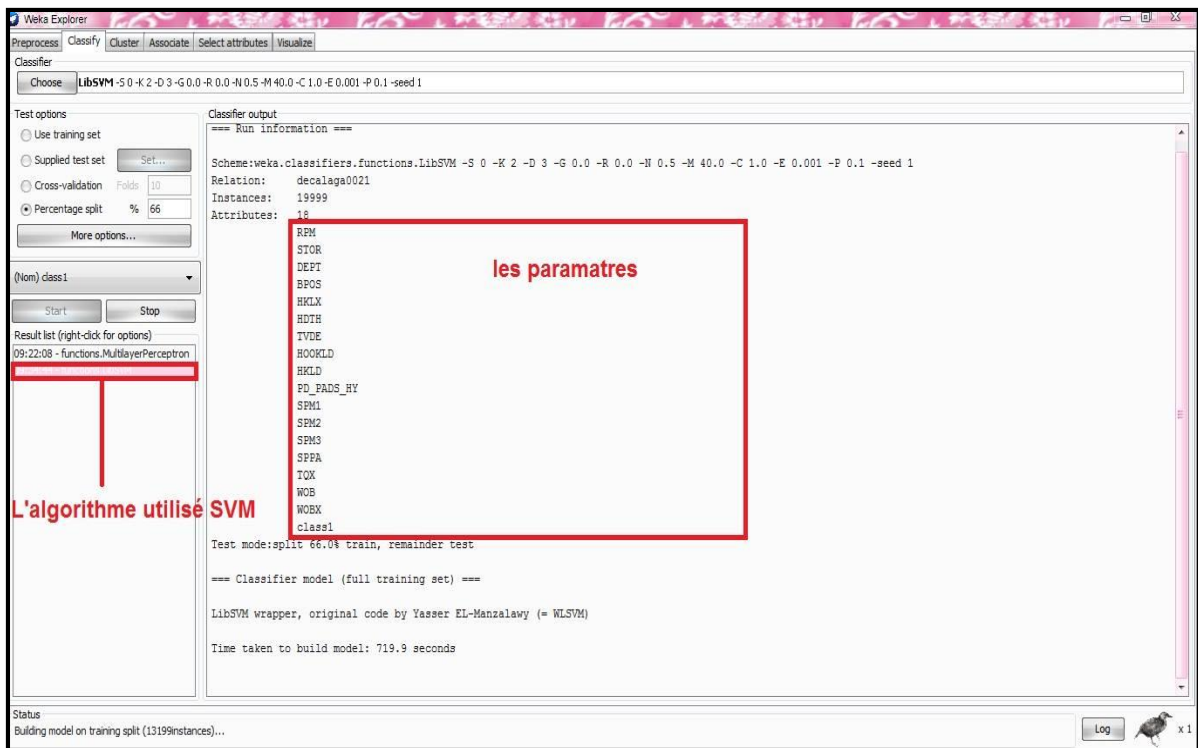 Weka Explorer
Preprocess Classify Cluster Associate Select attributes Visualize
Classifier
Choose LibSVM -S 0 -K 2 -D 3 -G 0.0 -R 0.0 -N 0.5 -M 40.0 -C 1.0 -E 0.001 -P 0.1 -seed 1
Test options
Use training set
Supplied test set Set...
Cross-validation Folds 10
Percentage split % 66
More options...
(Nom) class1
Start Stop
Result list (right-click for options)
09:22:08 - functions.MultilayerPerceptron
L'algorithme utilisé SVM
Classifier output
=== Run information ===
Scheme:weka.classifiers.functions.LibSVM -S 0 -K 2 -D 3 -G 0.0 -R 0.0 -N 0.5 -M 40.0 -C 1.0 -E 0.001 -P 0.1 -seed 1
Relation: decalaga0021
Instances: 19999
Attributes: 18
RPM
STOR
DEPT
BPOS
HKLX
HDTH
TVDE
HOOKLD
HKLD
PD_PADS_HY
SPM1
SPM2
SPM3
SPPA
TQX
WOB
WOBX
class1
les paramatres
Test mode:split 66.0% train, remainder test
=== Classifier model (full training set) ===
LibSVM wrapper, original code by Yasser EL-Manzalawy (= WLSVM)
Time taken to build model: 719.9 seconds
Status
Building model on training split (13199instances)...
Log x 1